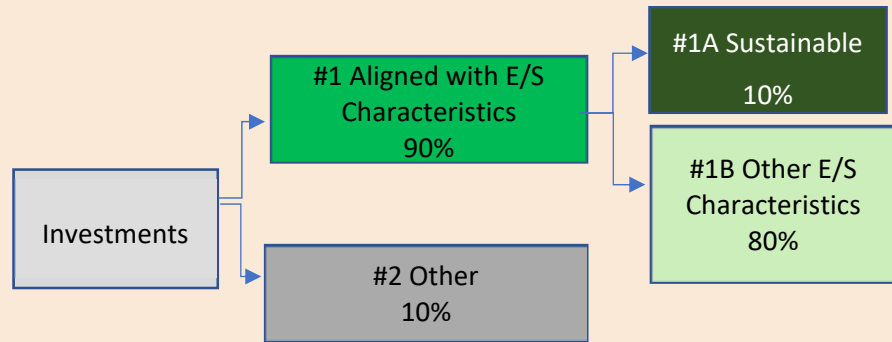 Investments
#1 Aligned with E/S
Characteristics
90%
#2 Other
10%
#1A Sustainable
10%
#1B Other E/S
Characteristics
80%